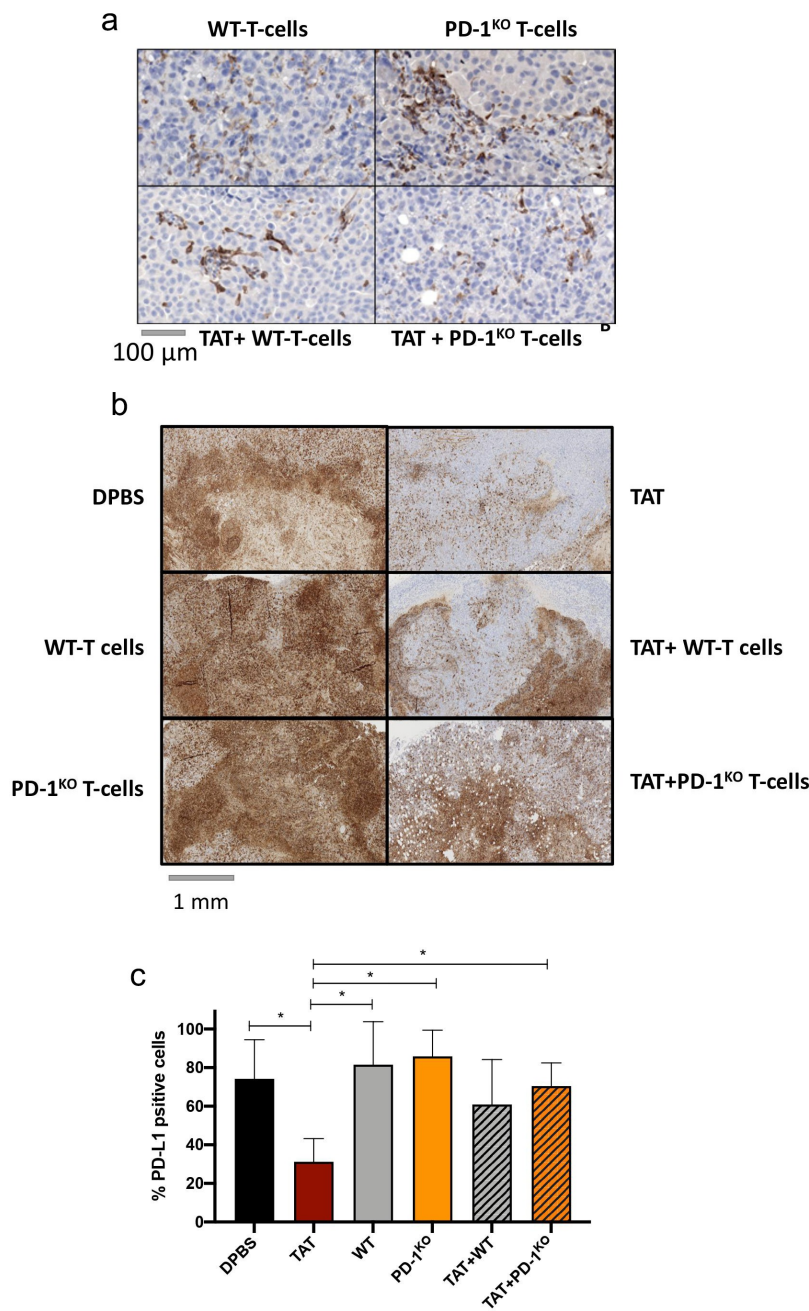 a
WT-T-cells PD-1KO T-cells
B
TAT+ WT-T-cells TAT + PD-1KO T-cells
100 µm
b
DPBS TAT
WT-T cells TAT+ WT-T cells
PD-1KO T-cells TAT+PD-1KO T-cells
1 mm
c
*
*
* *
% PD-L1 psitive cells
100
80
60
40
20
0
DPBS TAT WT PD-1KO TAT+WT TAT+PD-1KO